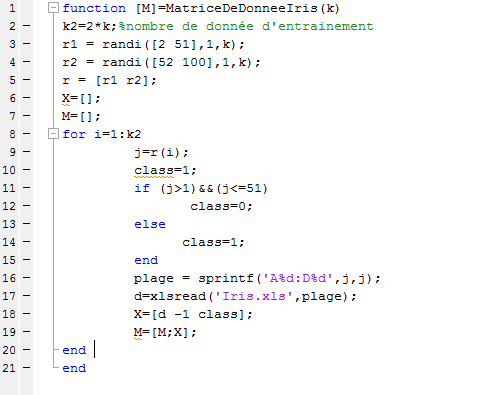 1 function [M]=MatriceDeDonneeIris(k)
2 k2=2*k;%nombre de donnée d'entrainement
3 r1 = randi([2 51],1,k);
4 r2 = randi([52 100],1,k);
5 r = [r1 r2];
6 X=[];
7 M=[];
8 for i=1:k2
9 j=r(i);
10 class=1;
11 if (j>1)&&(j<=51)
12 class=0;
13 else
14 class=1;
15 end
16 plage = sprintf('A%d:D%d',j,j);
17 d=xlsread('Iris.xls',plage);
18 X=[d -1 class];
19 M=[M;X];
20 end
21 end